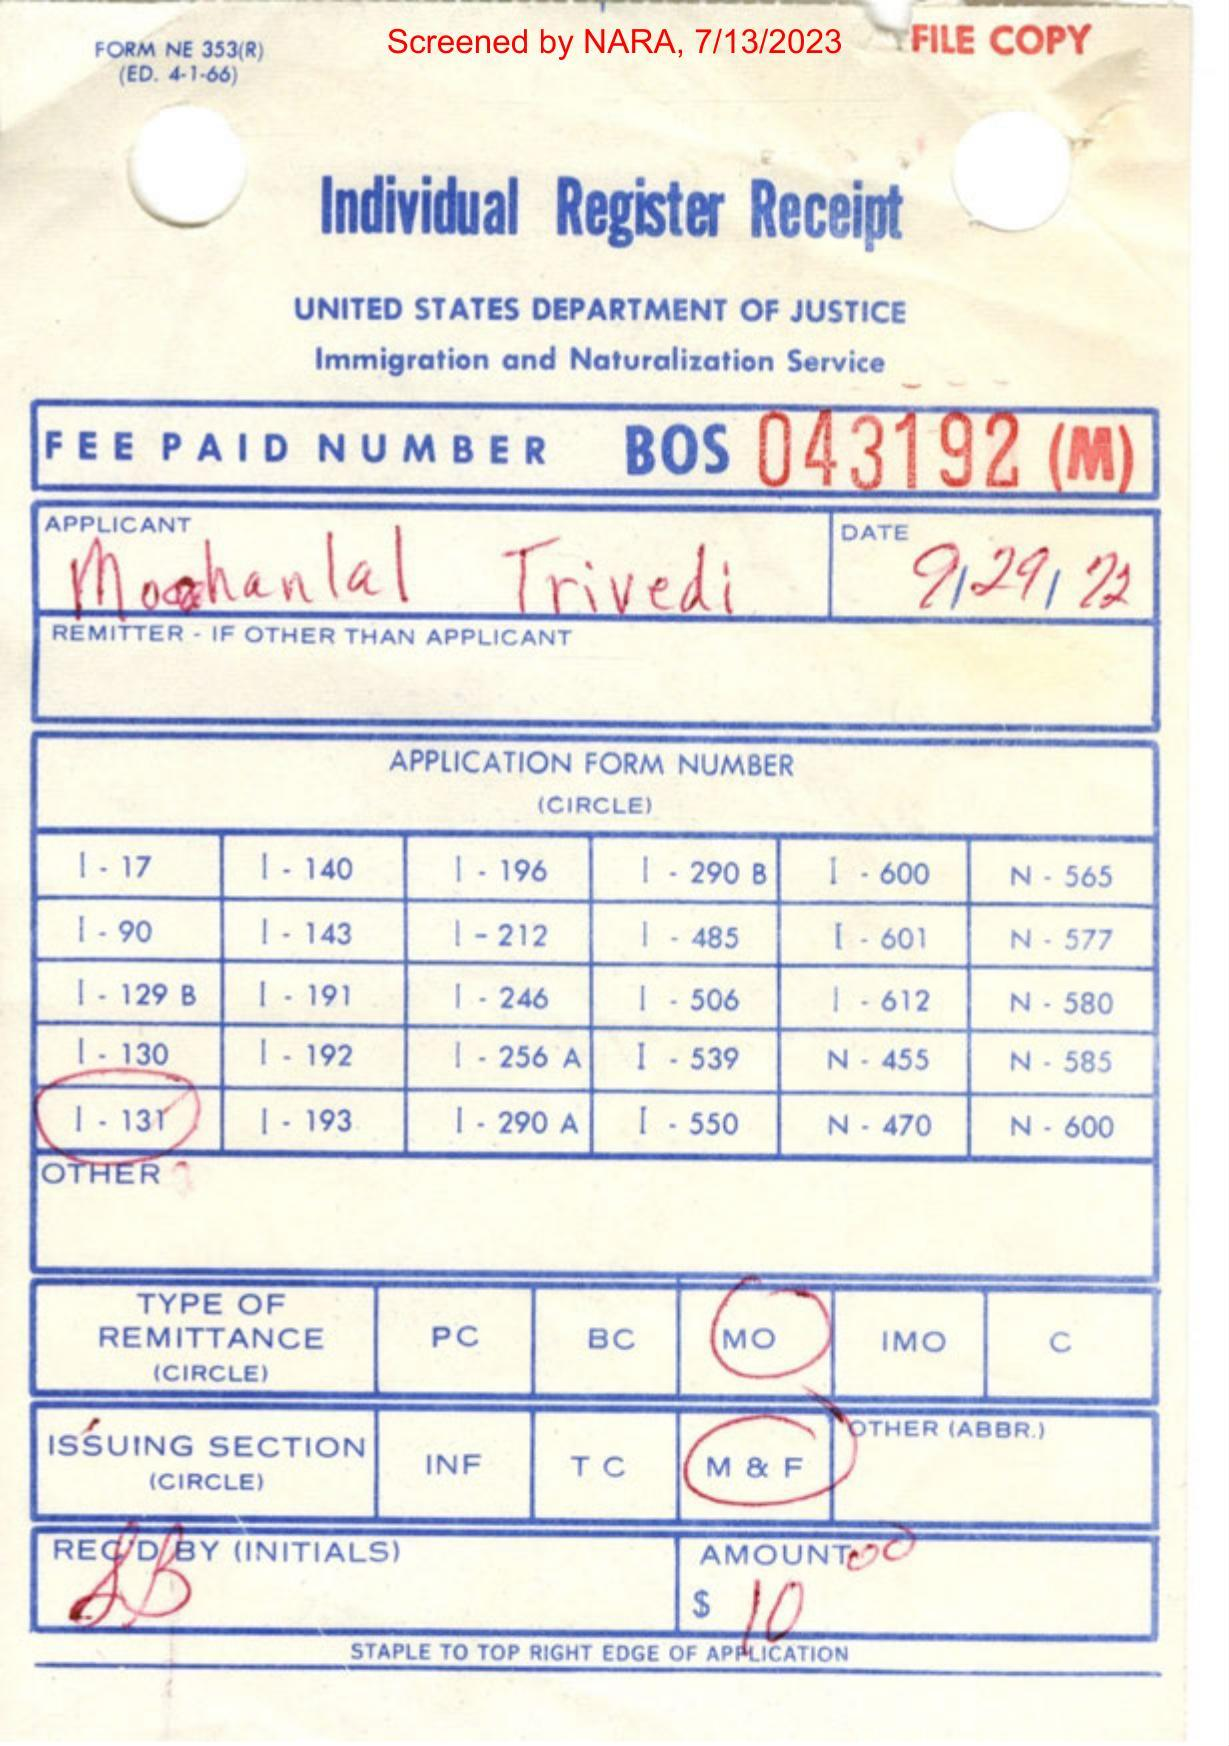 FORM NE 353(R)
(ED. 4-1-66)
Screened by NARA, 7/13/2023
FILE COPY
Individual Register Receipt
UNITED STATES DEPARTMENT OF JUSTICE
Immigration and Naturalization Service
FEE PAID NUMBER BOS 043192 (M)
APPLICANT
DATE
Trivedi 9/29/72
REMITTER - IF OTHER THAN APPLICANT
APPLICATION FORM NUMBER
(CIRCLE)
I - 17 I - 140 I - 196 I - 290 B I - 600 N - 565
I - 90 I - 143 I - 212 I - 485 I - 601 N - 577
I - 129 B I - 191 I - 246 I - 506 I - 612 N - 580
I - 130 I - 192 I - 256 A I - 539 N - 455 N - 585
I - 131 I - 193 I - 290 A I - 550 N - 470 N - 600
OTHER
TYPE OF
REMITTANCE
(CIRCLE)
PC BC MO IMO C
ISSUING SECTION
(CIRCLE)
INF T C M & F
OTHER (ABBR.)
REC'D BY (INITIALS)
AMOUNT
$ 10 00
STAPLE TO TOP RIGHT EDGE OF APPLICATION